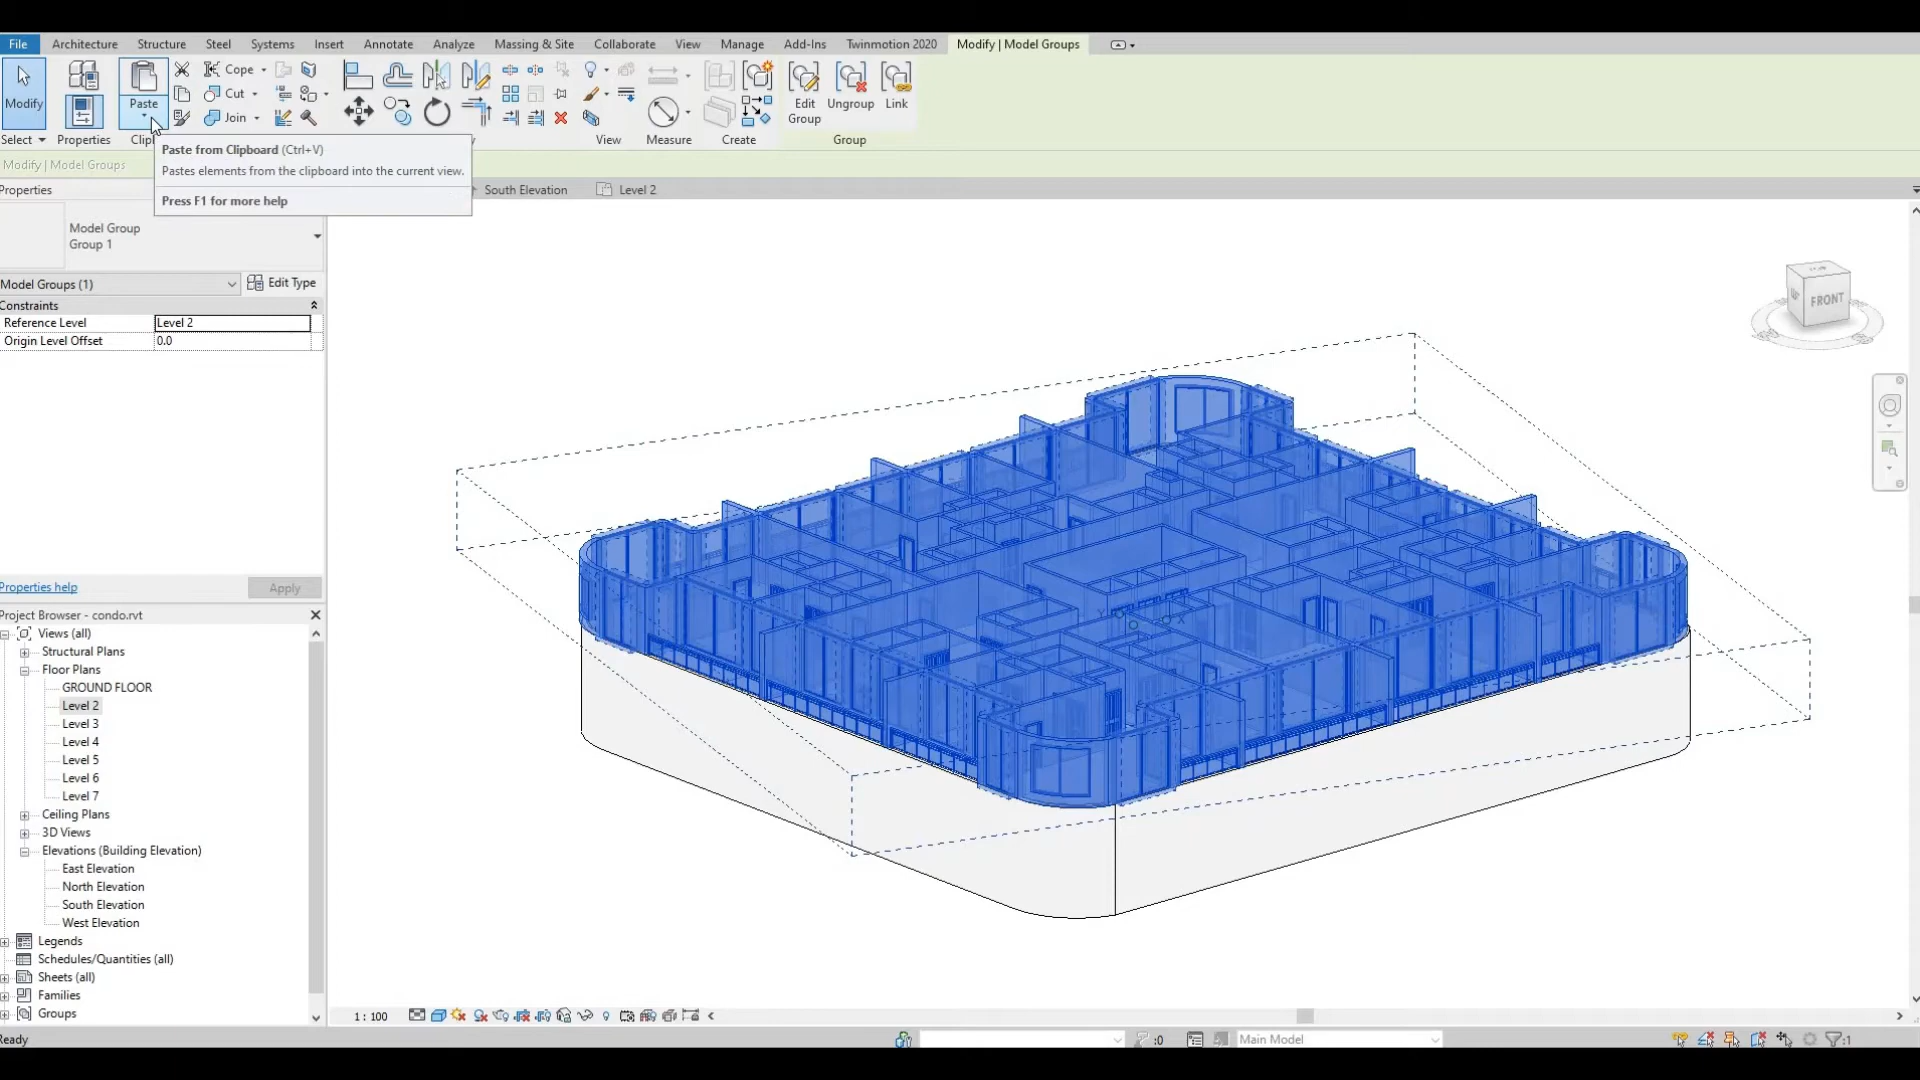 File Architecture Structure Steel Systems Insert Annotate Analyze Massing & Site Collaborate View Manage Add-Ins Twinmotion 2020 Modify | Model Groups
Cope
Modify Paste Cut Edit Group Ungroup Link
Join
Select Properties Clip View Measure Create Group
Paste from Clipboard (Ctrl+V)
Pastes elements from the clipboard into the current view.
Press F1 for more help
Modify | Model Groups
Properties South Elevation Level 2
Model Group
Group 1
Model Groups (1) Edit Type
Constraints
Reference Level Level 2
Origin Level Offset 0.0
FRONT
Properties help Apply
Project Browser - condo.rvt
Views (all)
Structural Plans
Floor Plans
GROUND FLOOR
Level 2
Level 3
Level 4
Level 5
Level 6
Level 7
Ceiling Plans
3D Views
Elevations (Building Elevation)
East Elevation
North Elevation
South Elevation
West Elevation
Legends
Schedules/Quantities (all)
Sheets (all)
Families
Groups
1 : 100
Ready :0 Main Model :1